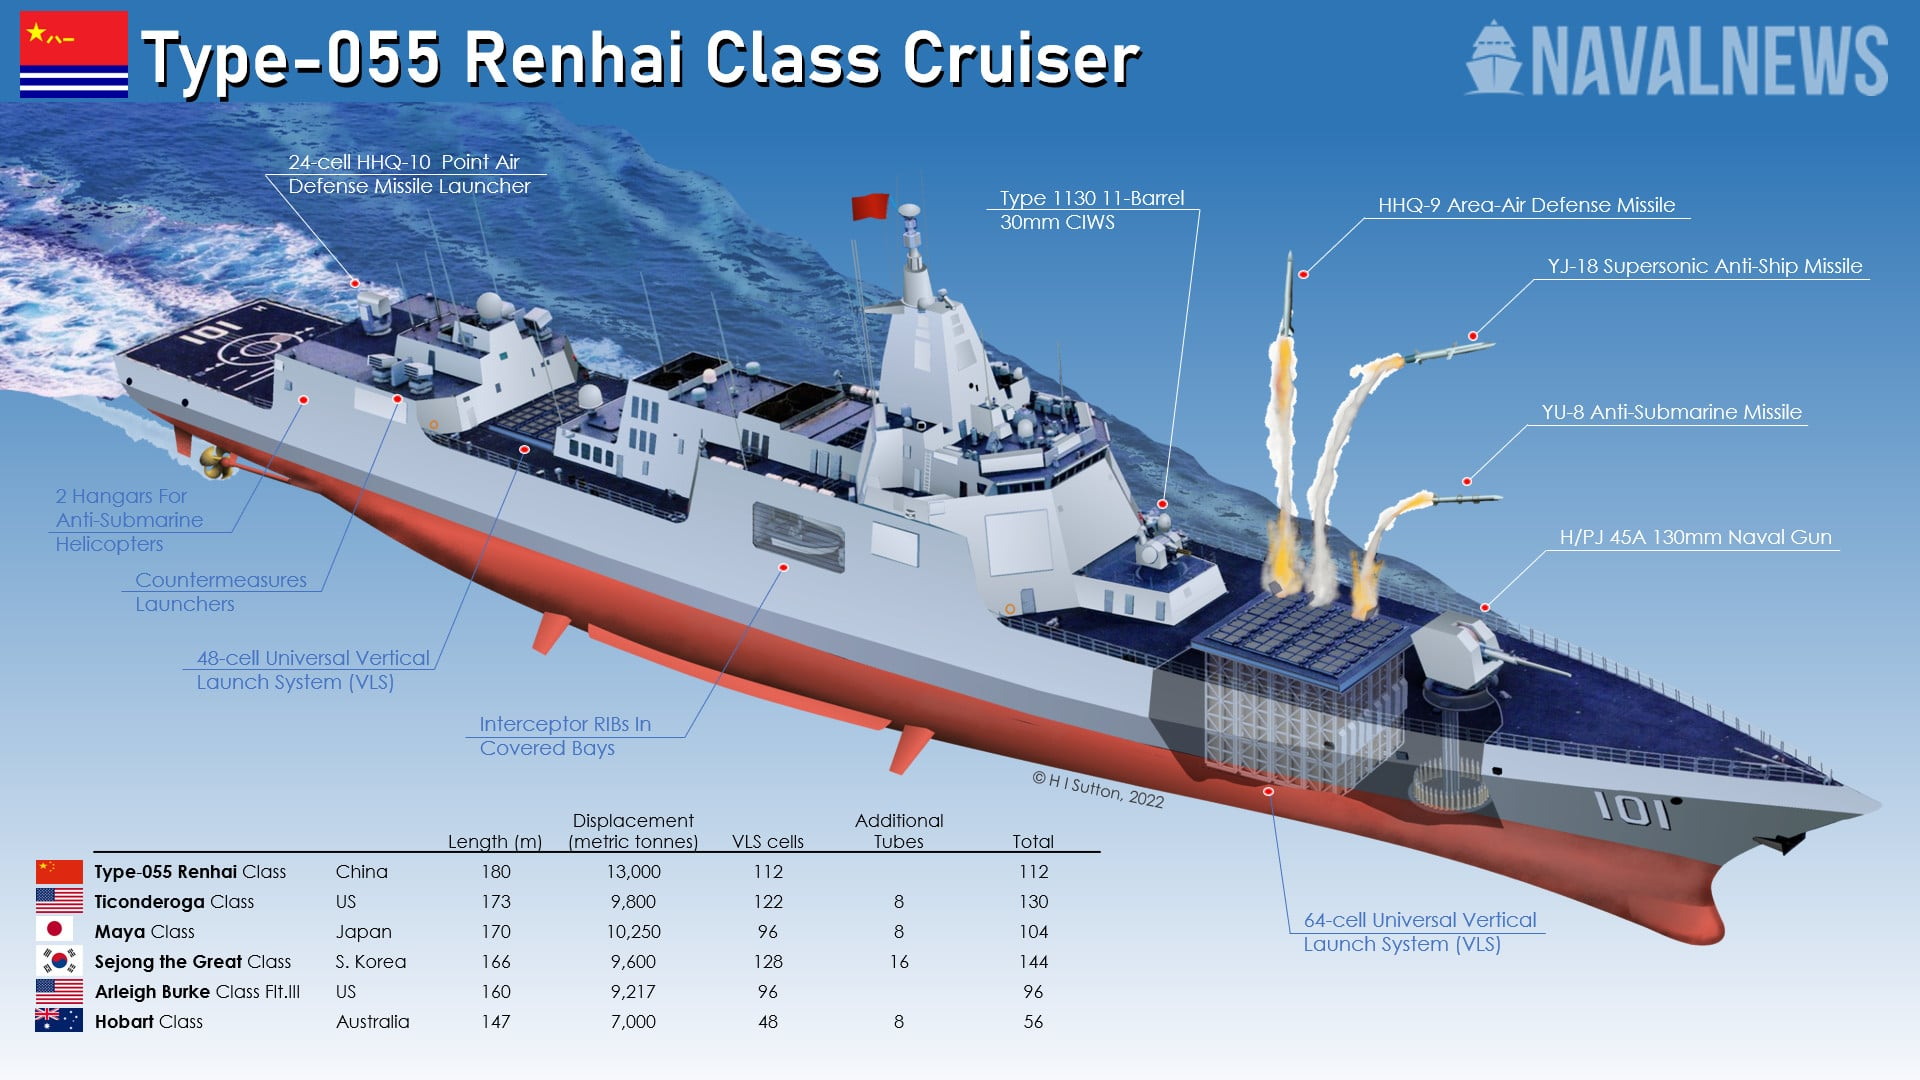 Type-055 Renhai Class Cruiser
NAVALNEWS
24-cell HHQ-10 Point Air
Defense Missile Launcher
Type 1130 11-Barrel
30mm CIWS
HHQ-9 Area-Air Defense Missile
YJ-18 Supersonic Anti-Ship Missile
YU-8 Anti-Submarine Missile
H/PJ 45A 130mm Naval Gun
101
2 Hangars For
Anti-Submarine
Helicopters
Countermeasures
Launchers
48-cell Universal Vertical
Launch System (VLS)
Interceptor RIBs In
Covered Bays
© H I Sutton, 2022
101
64-cell Universal Vertical
Launch System (VLS)
Length (m) Displacement (metric tonnes) VLS cells Additional Tubes Total
Type-055 Renhai Class China 180 13,000 112 112
Ticonderoga Class US 173 9,800 122 8 130
Maya Class Japan 170 10,250 96 8 104
Sejong the Great Class S. Korea 166 9,600 128 16 144
Arleigh Burke Class Flt.III US 160 9,217 96 96
Hobart Class Australia 147 7,000 48 8 56